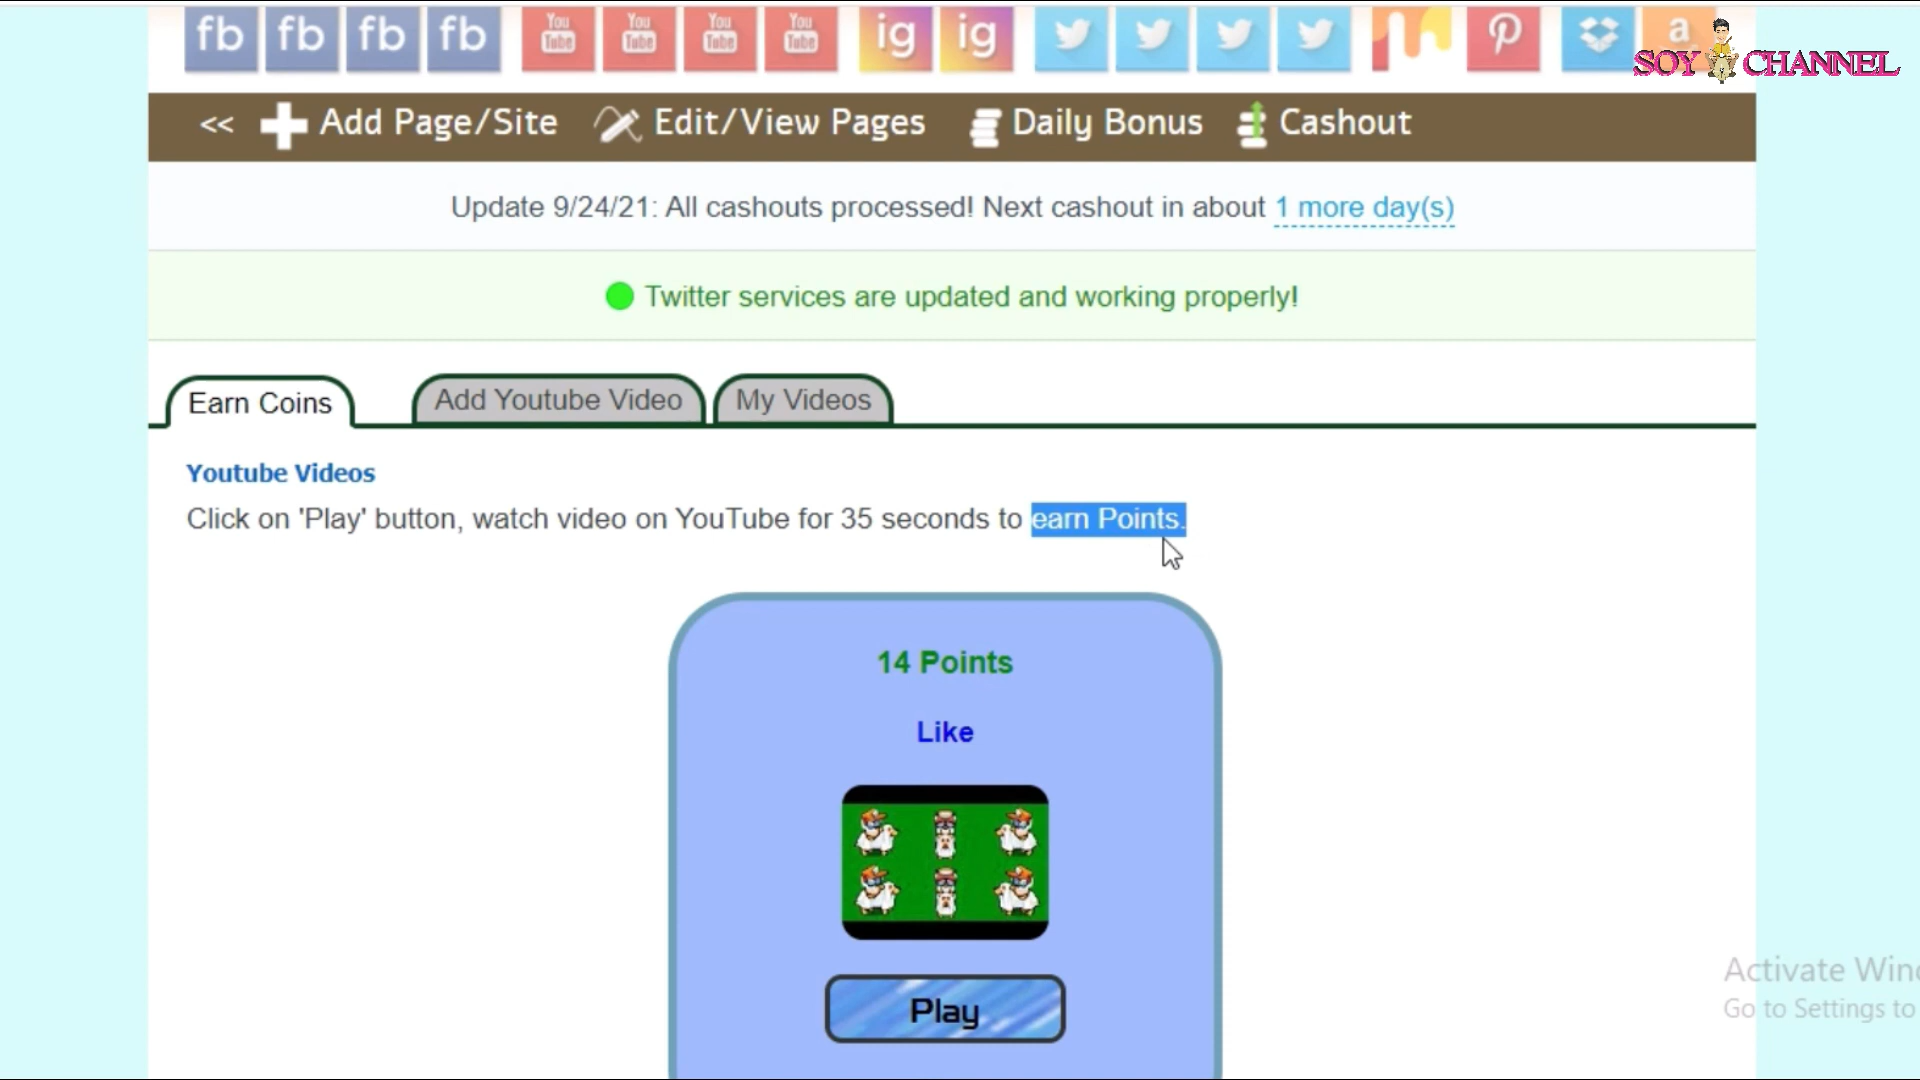 fb fb fb fb You Tube You Tube You Tube You Tube ig ig a
SOY CHANNEL
<< Add Page/Site Edit/View Pages Daily Bonus Cashout
Update 9/24/21: All cashouts processed! Next cashout in about 1 more day(s)
Twitter services are updated and working properly!
Earn Coins Add Youtube Video My Videos
Youtube Videos
Click on 'Play' button, watch video on YouTube for 35 seconds to earn Points.
14 Points
Like
Play
Activate Wind
Go to Settings to